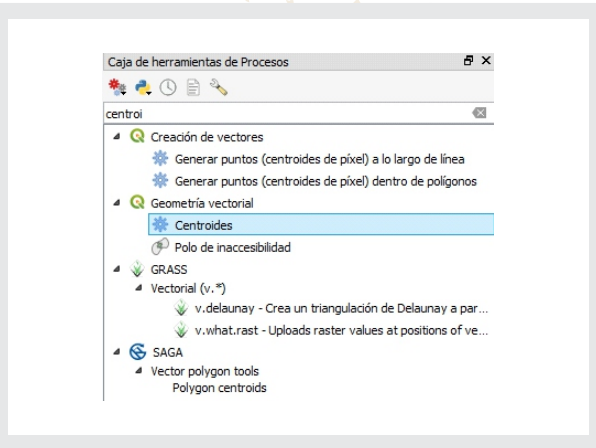 Caja de herramientas de Procesos
centroi
Creación de vectores
Generar puntos (centroides de píxel) a lo largo de línea
Generar puntos (centroides de píxel) dentro de polígonos
Geometría vectorial
Centroides
Polo de inaccesibilidad
GRASS
Vectorial (v.*)
v.delaunay - Crea un triangulación de Delaunay a par...
v.what.rast - Uploads raster values at positions of ve...
SAGA
Vector polygon tools
Polygon centroids